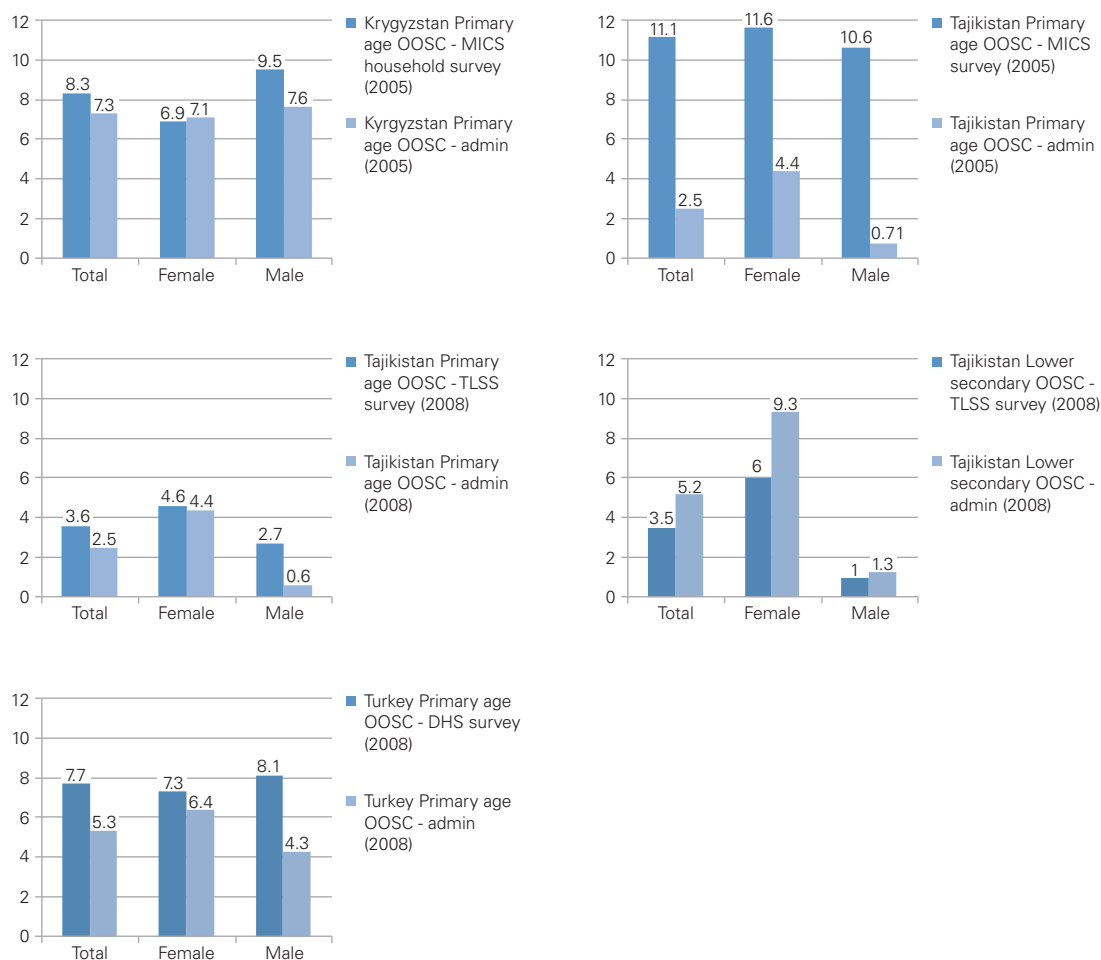 12
10
8
6
4
2
0
8.3
7.3
6.9
7.1
9.5
7.6
Total
Female
Male
Krygyzstan Primary
age OOSC - MICS
household survey
(2005)
Kyrgyzstan Primary
age OOSC - admin
(2005)
12
10
8
6
4
2
0
11.1
2.5
11.6
4.4
10.6
0.71
Total
Female
Male
Tajikistan Primary
age OOSC - MICS
survey (2005)
Tajikistan Primary
age OOSC - admin
(2005)
12
10
8
6
4
2
0
3.6
2.5
4.6
4.4
2.7
0.6
Total
Female
Male
Tajikistan Primary
age OOSC - TLSS
survey (2008)
Tajikistan Primary
age OOSC - admin
(2008)
12
10
8
6
4
2
0
3.5
5.2
6
9.3
1
1.3
Total
Female
Male
Tajikistan Lower
secondary OOSC -
TLSS survey (2008)
Tajikistan Lower
secondary OOSC -
admin (2008)
12
10
8
6
4
2
0
7.7
5.3
7.3
6.4
8.1
4.3
Total
Female
Male
Turkey Primary age
OOSC - DHS survey
(2008)
Turkey Primary age
OOSC - admin
(2008)